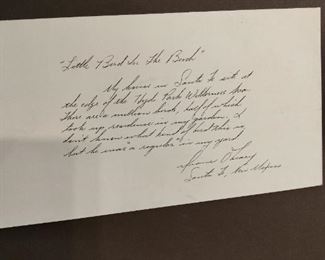 "Little Bird In The Bush"
My house in Santa Fe sits at
the edge of the Hyde Park Wilderness Area.
There are a million birds, half of which
took up residence in my garden. I
don't know what kind of bird this is,
but he was "a regular" in my yard.
Santa Fe, New Mexico